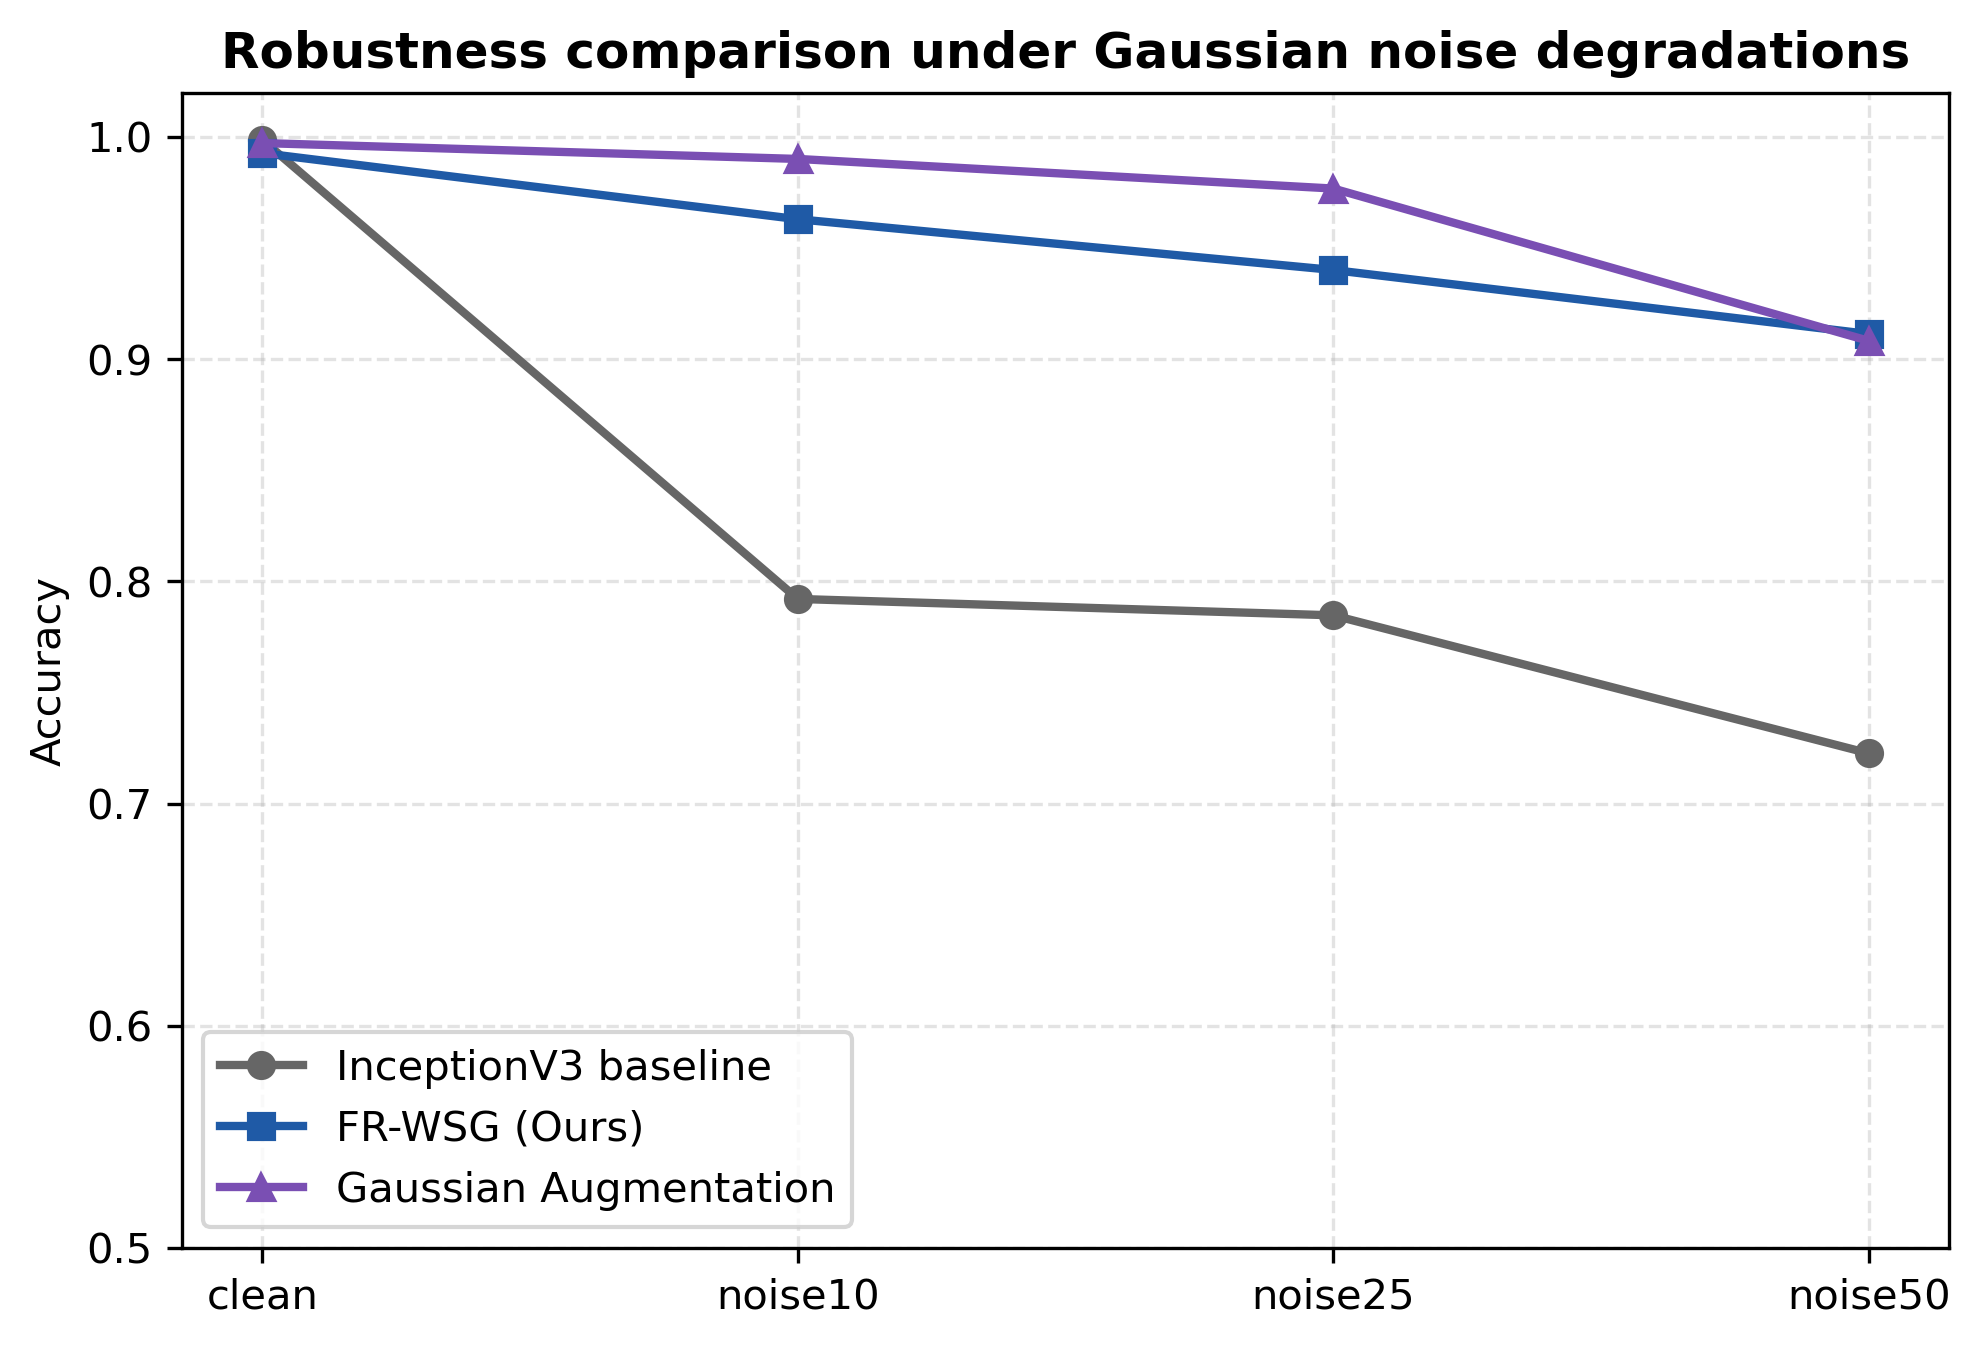 Robustness comparison under Gaussian noise degradations
Accuracy
1.0
0.9
0.8
0.7
0.6
0.5
InceptionV3 baseline
FR-WSG (Ours)
Gaussian Augmentation
clean noise10 noise25 noise50